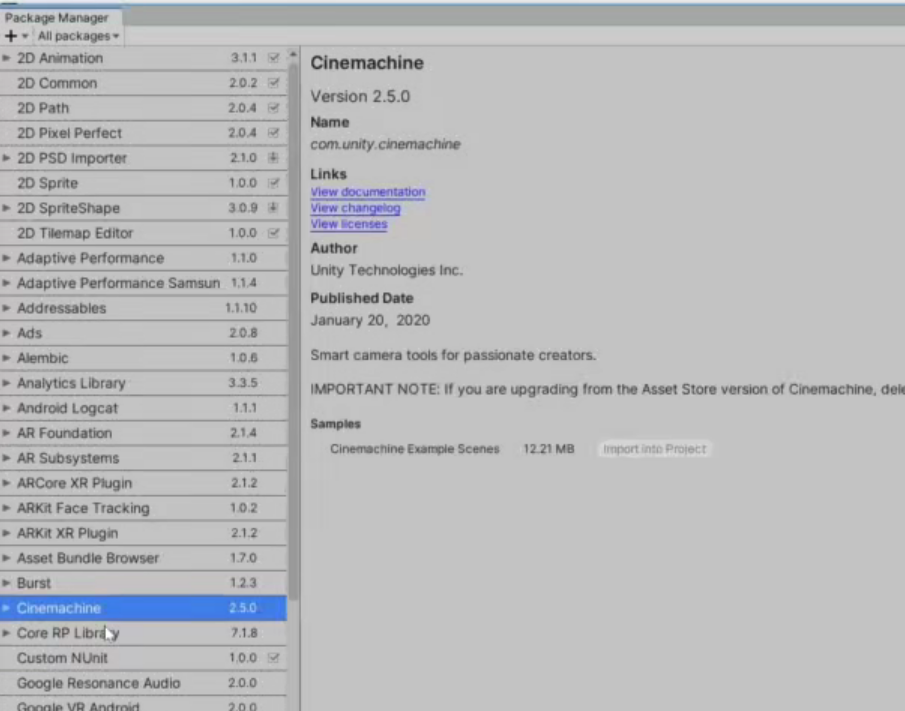 Package Manager
+ All packages
2D Animation 3.1.1
2D Common 2.0.2
2D Path 2.0.4
2D Pixel Perfect 2.0.4
2D PSD Importer 2.1.0
2D Sprite 1.0.0
2D SpriteShape 3.0.9
2D Tilemap Editor 1.0.0
Adaptive Performance 1.1.0
Adaptive Performance Samsun 1.1.4
Addressables 1.1.10
Ads 2.0.8
Alembic 1.0.6
Analytics Library 3.3.5
Android Logcat 1.1.1
AR Foundation 2.1.4
AR Subsystems 2.1.1
ARCore XR Plugin 2.1.2
ARKit Face Tracking 1.0.2
ARKit XR Plugin 2.1.2
Asset Bundle Browser 1.7.0
Burst 1.2.3
Cinemachine 2.5.0
Core RP Library 7.1.8
Custom NUnit 1.0.0
Google Resonance Audio 2.0.0
Google VR Android 2.0.0
Cinemachine
Version 2.5.0
Name
com.unity.cinemachine
Links
View documentation
View changelog
View licenses
Author
Unity Technologies Inc.
Published Date
January 20, 2020
Smart camera tools for passionate creators.
IMPORTANT NOTE: If you are upgrading from the Asset Store version of Cinemachine, dele
Samples
Cinemachine Example Scenes 12.21 MB Import into Project